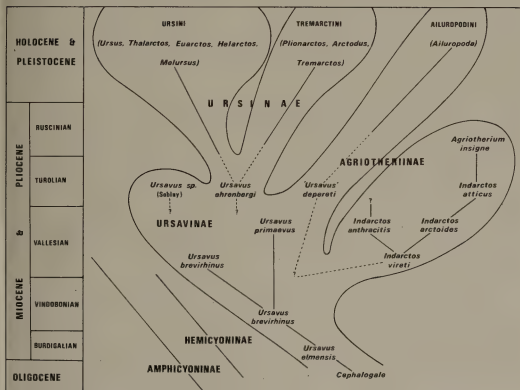 HOLOCENE &
PLEISTOCENE
URSINI
(Ursus, Thalarctos, Euarctos, Helarctos,
Melursus)
TREMARCTINI
(Plionarctos, Arctodus,
Tremarctos)
AILUROPODINI
(Ailuropoda)
URSINAE
PLIOCENE
&
MIOCENE
RUSCINIAN
TUROLIAN
VALLESIAN
VINDOBONIAN
BURDIGALIAN
OLIGOCENE
AGRIOTHERIINAE
Agriotherium
insigne
Ursavus sp.
(Soblay)
Ursavus
ehrenbergi
Ursavus
depereti
Indarctos
atticus
URSAVINAE
Ursavus
primaevus
Indarctos
anthracitis
Indarctos
arctoides
Ursavus
brevirhinus
Indarctos
vireti
Ursavus
brevirhinus
HEMICYONINAE
Ursavus
elmensis
AMPHICYONINAE
Cephalogale